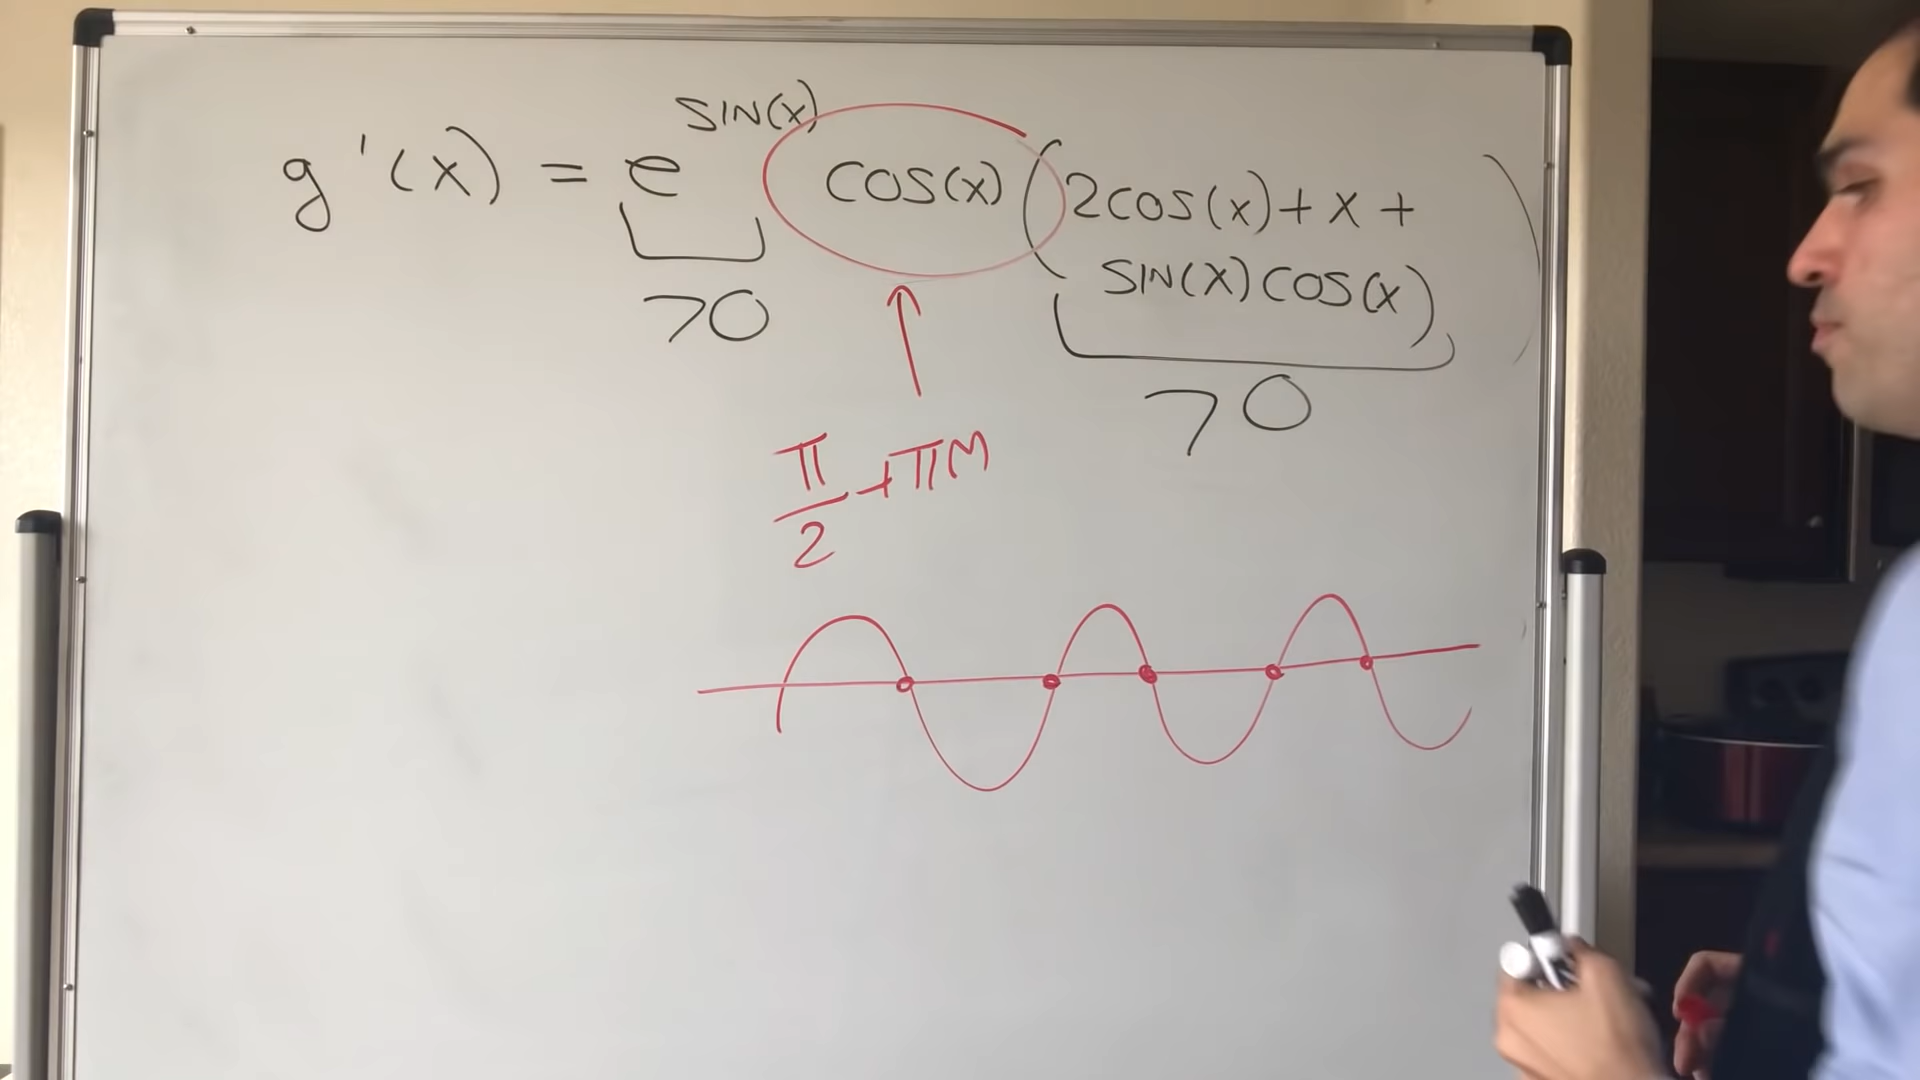 g'(x) = e^SIN(x) COS(x) (2COS(x) + x +
SIN(x)COS(x))
>0
>0
π/2 + πM